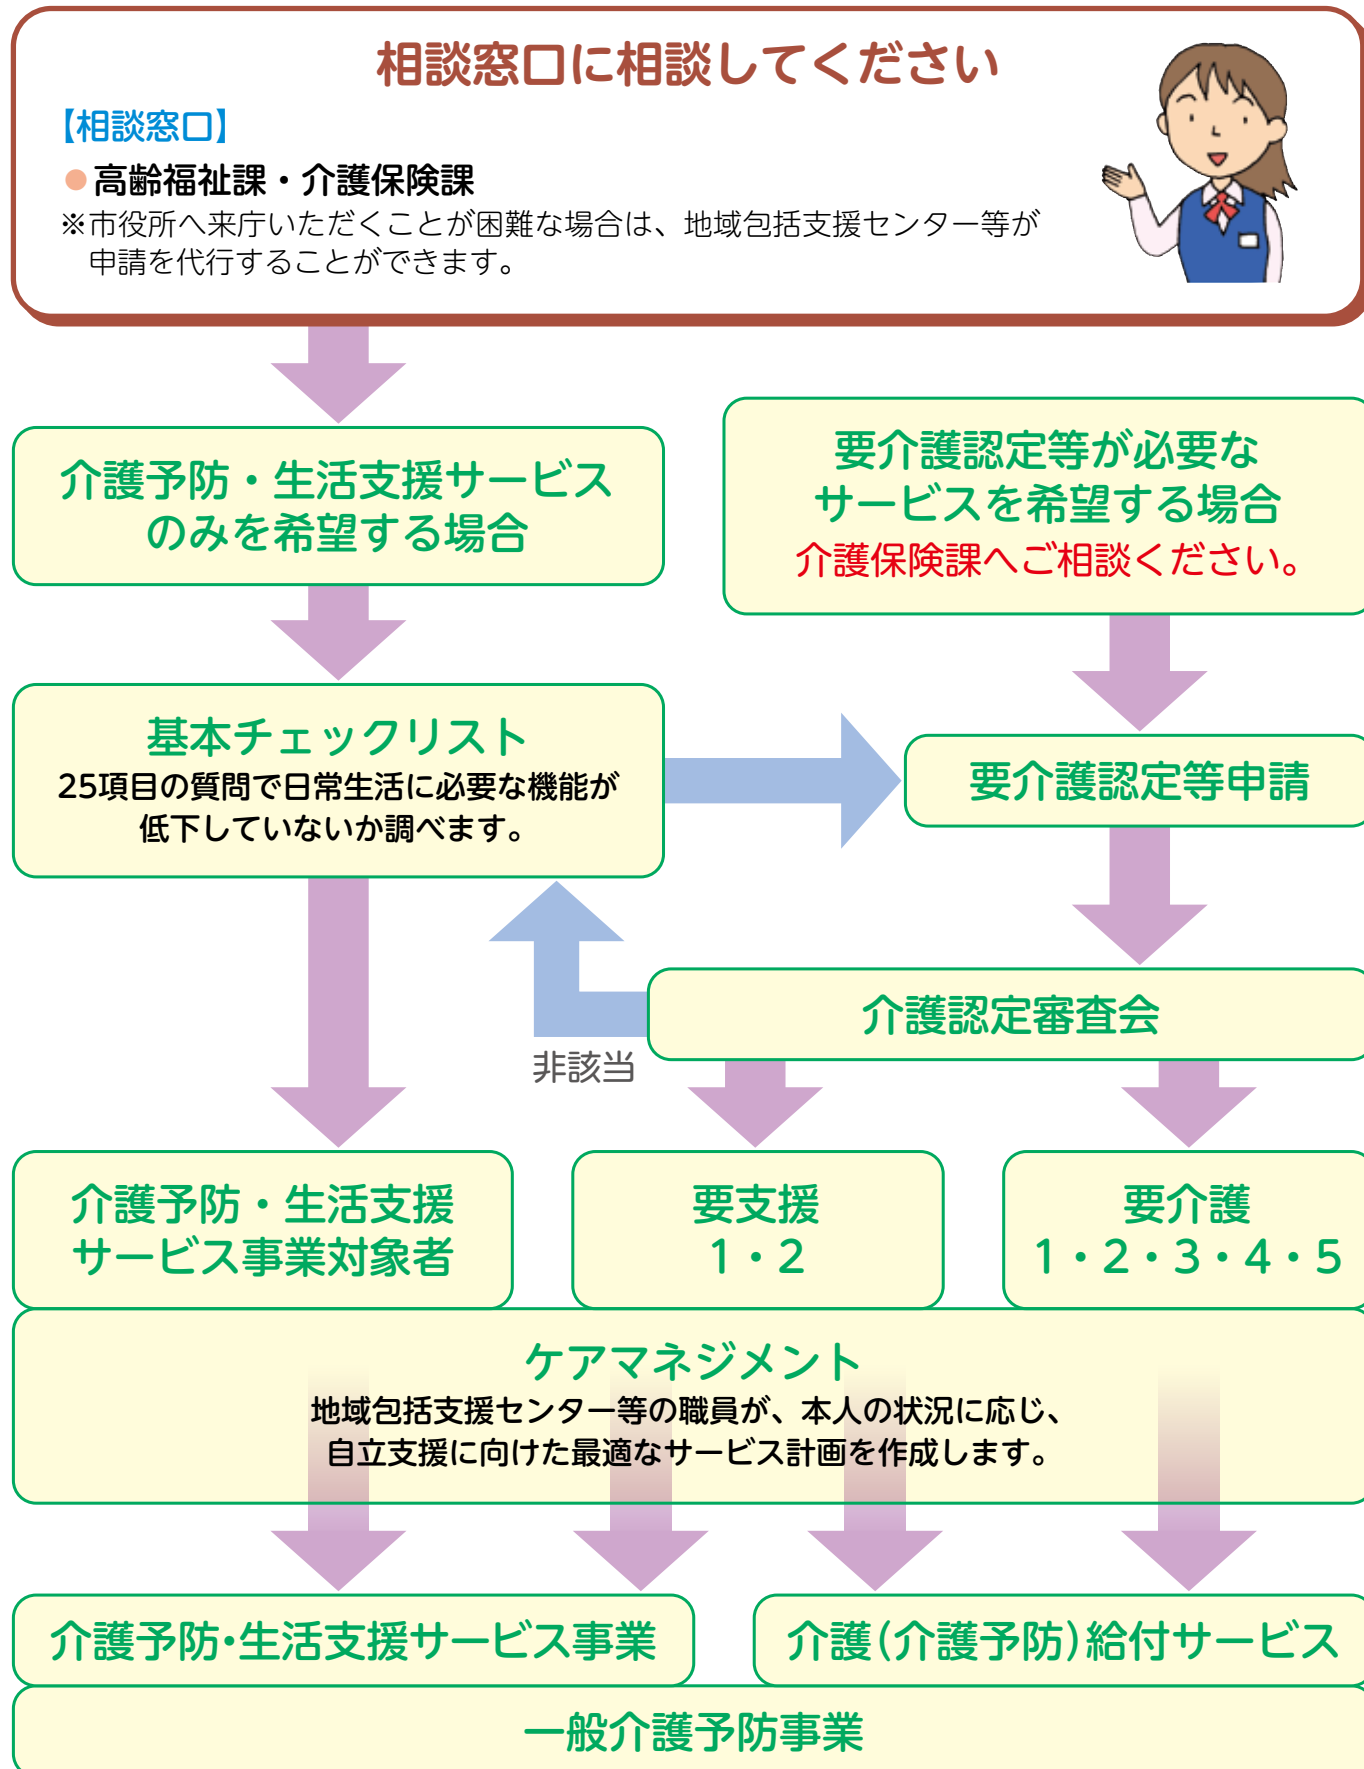 相談窓口に相談してください
【相談窓口】
●高齢福祉課・介護保険課
※市役所へ来庁いただくことが困難な場合は、地域包括支援センター等が
申請を代行することができます。
介護予防・生活支援サービス
のみを希望する場合
要介護認定等が必要な
サービスを希望する場合
介護保険課へご相談ください。
基本チェックリスト
25項目の質問で日常生活に必要な機能が
低下していないか調べます。
要介護認定等申請
介護認定審査会
非該当
介護予防・生活支援
サービス事業対象者
要支援
1・2
要介護
1・2・3・4・5
ケアマネジメント
地域包括支援センター等の職員が、本人の状況に応じ、
自立支援に向けた最適なサービス計画を作成します。
介護予防・生活支援サービス事業
介護(介護予防)給付サービス
一般介護予防事業